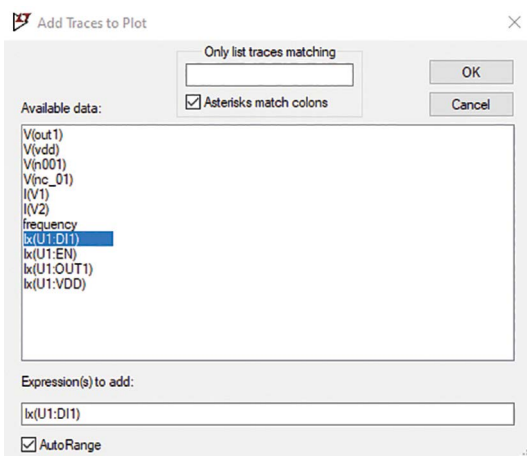 Add Traces to Plot
Only list traces matching
OK
Asterisks match colons
Cancel
Available data:
V(out1)
V(vdd)
V(n001)
V(nc_01)
I(V1)
I(V2)
frequency
Ix(U1:DI1)
Ix(U1:EN)
Ix(U1:OUT1)
Ix(U1:VDD)
Expression(s) to add:
Ix(U1:DI1)
AutoRange